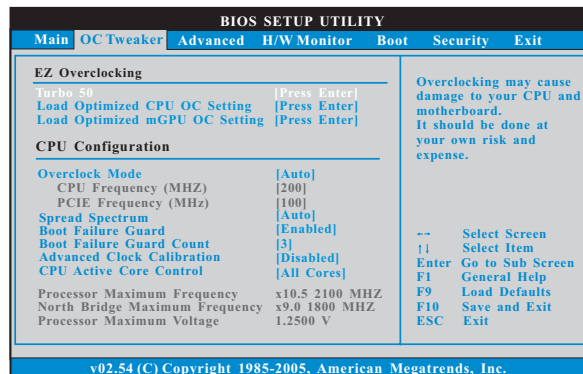 BIOS SETUP UTILITY
Main OC Tweaker Advanced H/W Monitor Boot Security Exit
EZ Overclocking
Turbo 50 [Press Enter]
Load Optimized CPU OC Setting [Press Enter]
Load Optimized mGPU OC Setting [Press Enter]
CPU Configuration
Overclock Mode [Auto]
CPU Frequency (MHZ) [200]
PCIE Frequency (MHz) [100]
Spread Spectrum [Auto]
Boot Failure Guard [Enabled]
Boot Failure Guard Count [3]
Advanced Clock Calibration [Disabled]
CPU Active Core Control [All Cores]
Processor Maximum Frequency x10.5 2100 MHZ
North Bridge Maximum Frequency x9.0 1800 MHZ
Processor Maximum Voltage 1.2500 V
Overclocking may cause
damage to your CPU and
motherboard.
It should be done at
your own risk and
expense.
←→ Select Screen
↑↓ Select Item
Enter Go to Sub Screen
F1 General Help
F9 Load Defaults
F10 Save and Exit
ESC Exit
v02.54 (C) Copyright 1985-2005, American Megatrends, Inc.